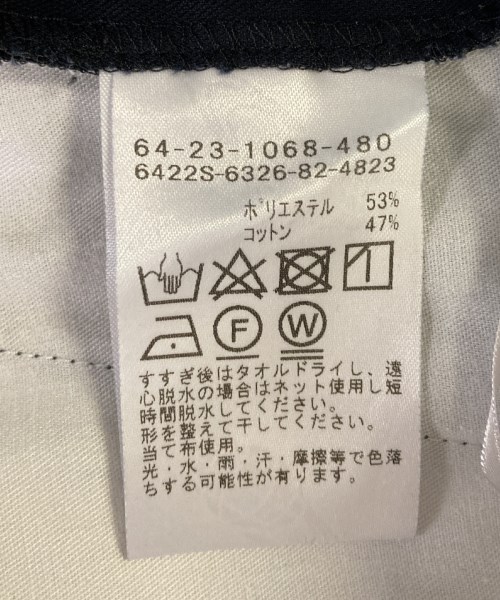 64-23-1068-480
6422S-6326-82-4823
ポリエステル 53%
コットン 47%
F W
すすぎ後はタオルドライし、遠
心脱水の場合はネット使用し短
時間脱水してください。
形を整えて干してください。
当て布使用。
光・水・雨・汗・摩擦等で色落
ちする可能性が有ります。